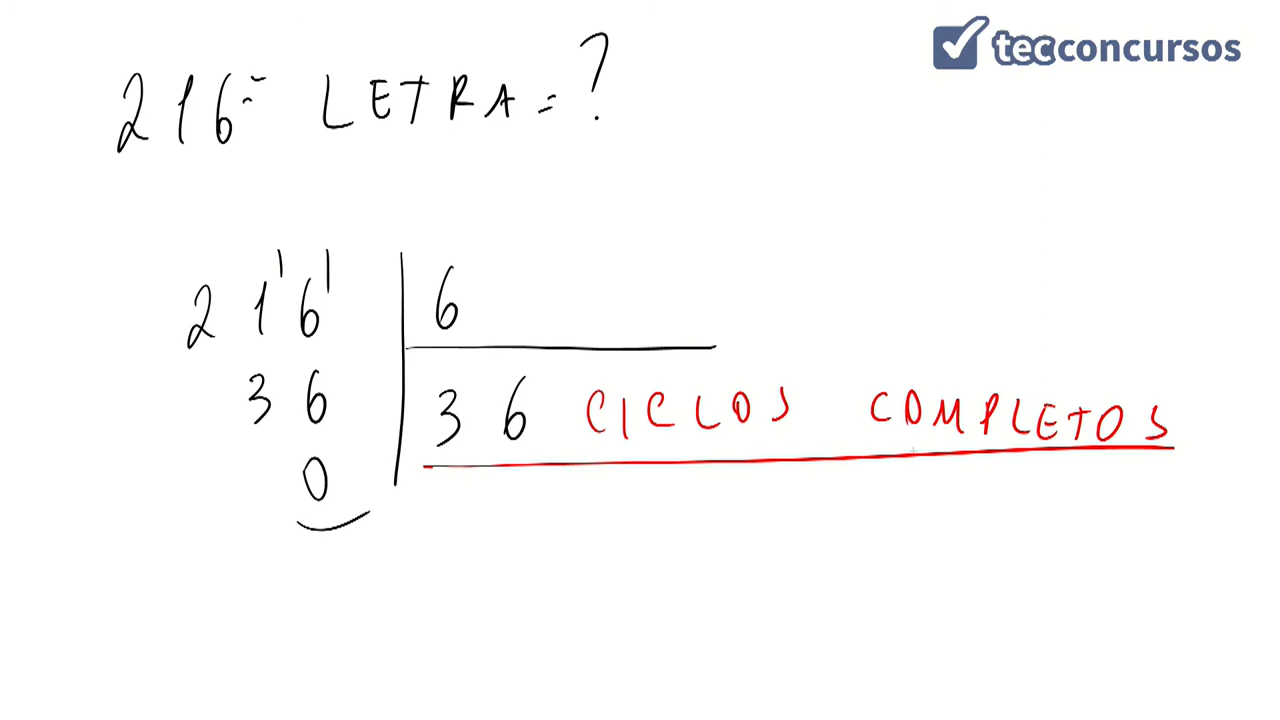 tecconcursos
216ª LETRA = ?
216 6
36 36 CICLOS COMPLETOS
0